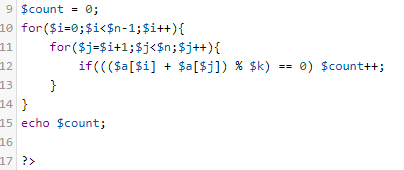 9 $count = 0;
10 for($i=0;$i<$n-1;$i++){
11     for($j=$i+1;$j<$n;$j++){
12         if((($a[$i] + $a[$j]) % $k) == 0) $count++;
13     }
14 }
15 echo $count;
16
17 ?>